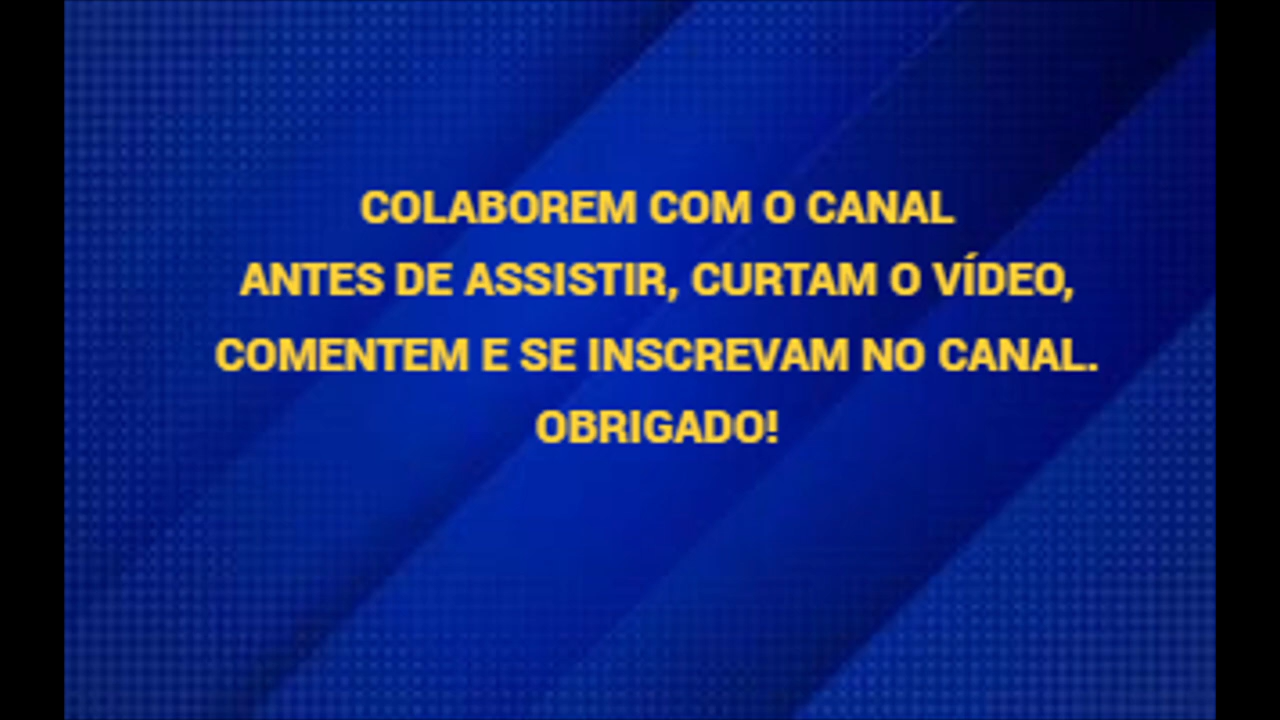 COLABOREM COM O CANAL
ANTES DE ASSISTIR, CURTAM O VÍDEO,
COMENTEM E SE INSCREVAM NO CANAL.
OBRIGADO!